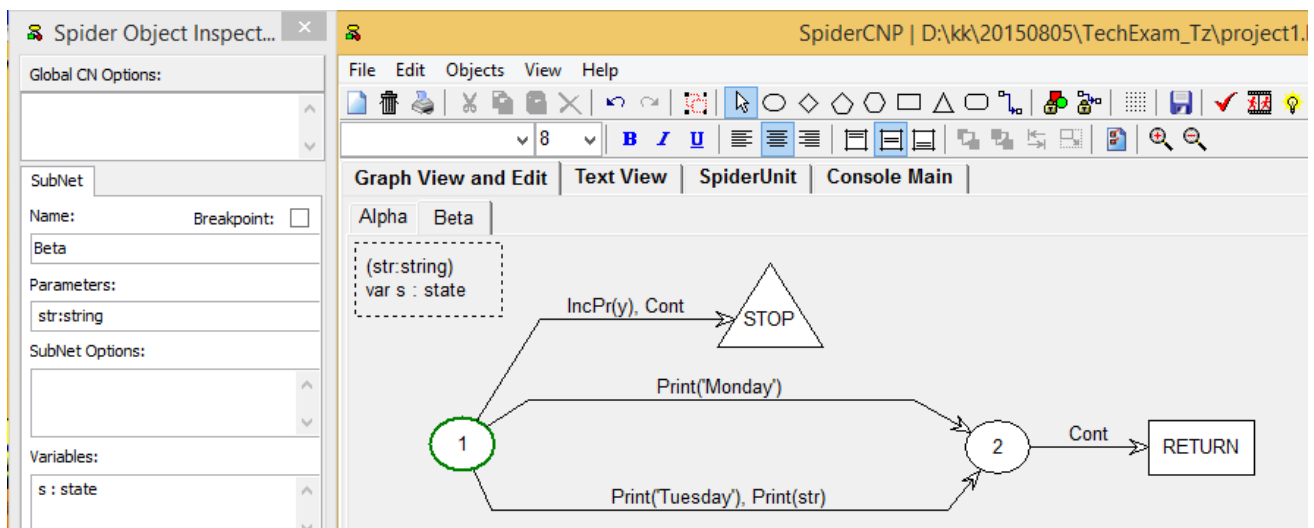 Spider Object Inspect...
SpiderCNP | D:\kk\20150805\TechExam_Tz\project1.
Global CN Options:
File Edit Objects View Help
8 B I U
SubNet
Graph View and Edit Text View SpiderUnit Console Main
Name: Breakpoint:
Alpha Beta
Beta
Parameters:
str:string
SubNet Options:
Variables:
s : state
(str:string)
var s : state
IncPr(y), Cont
STOP
Print('Monday')
1
2
Cont
RETURN
Print('Tuesday'), Print(str)